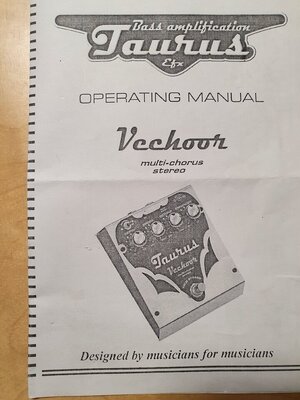 Bass amplification
Taurus
Efx
OPERATING MANUAL
Vechoor
multi-chorus
stereo
Taurus
Vechoor
Designed by musicians for musicians